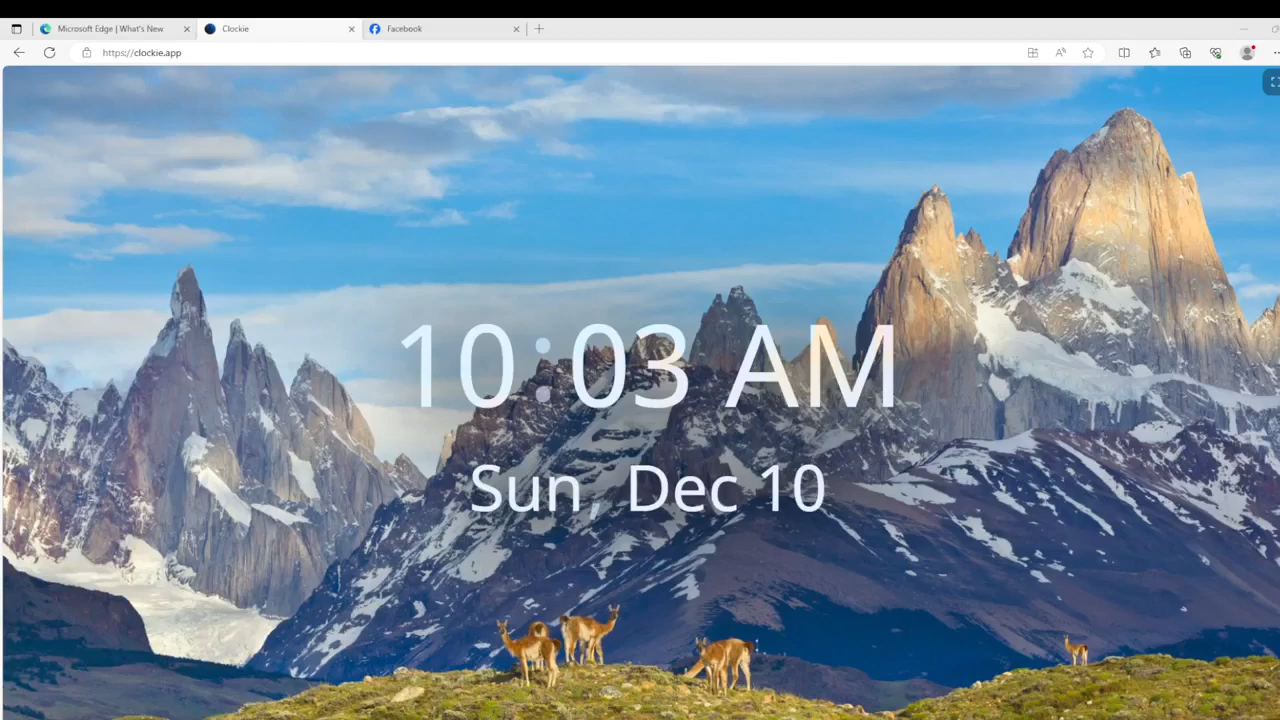 Microsoft Edge | What's New
Clockie
Facebook
https://clockie.app
10:03 AM
Sun, Dec 10